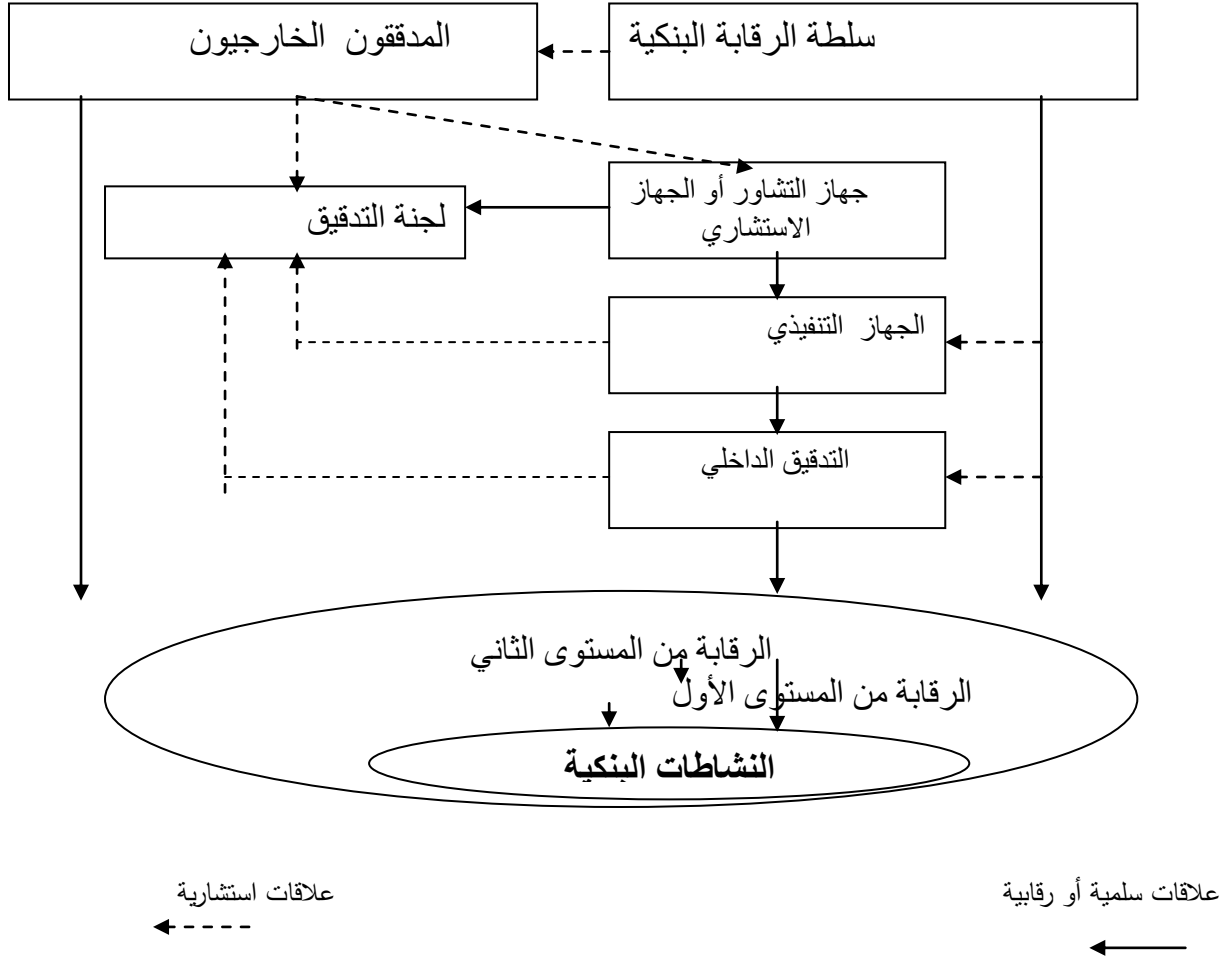 سلطة الرقابة البنكية
المدققون الخارجيون
جهاز التشاور أو الجهاز
الاستشاري
لجنة التدقيق
الجهاز التنفيذي
التدقيق الداخلي
الرقابة من المستوى الثاني
الرقابة من المستوى الأول
النشاطات البنكية
علاقات سلمية أو رقابية
علاقات استشارية